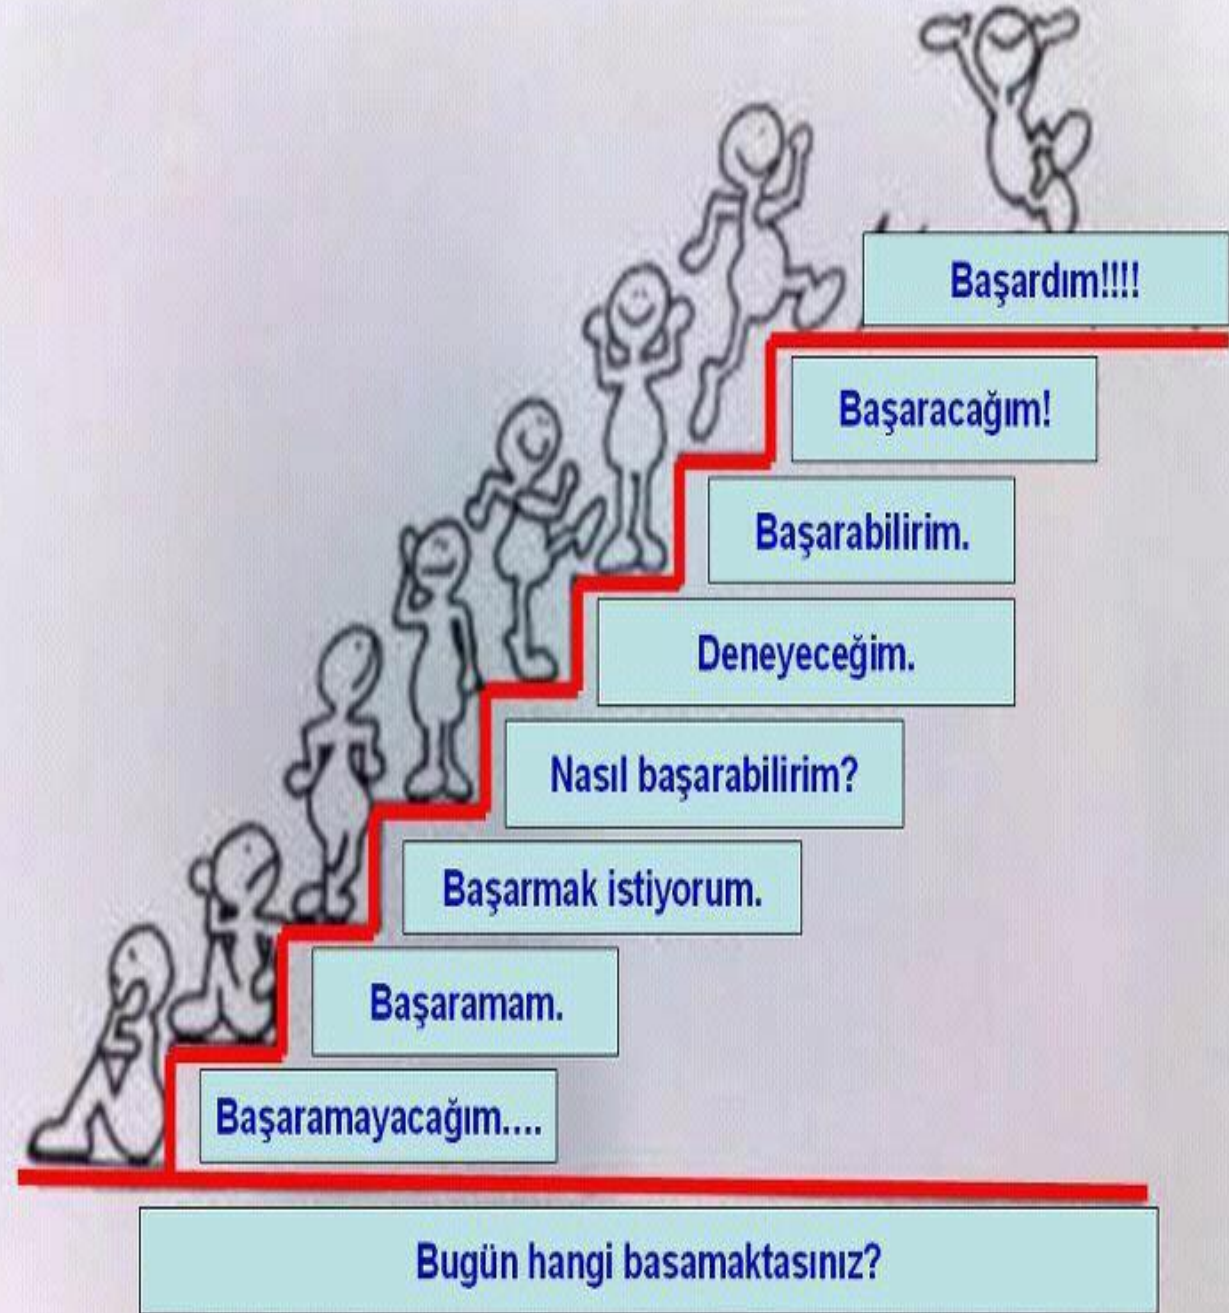 Başardım!!!!
Başaracağım!
Başarabilirim.
Deneyeceğim.
Nasıl başarabilirim?
Başarmak istiyorum.
Başaramam.
Başaramayacağım....
Bugün hangi basamaktasınız?